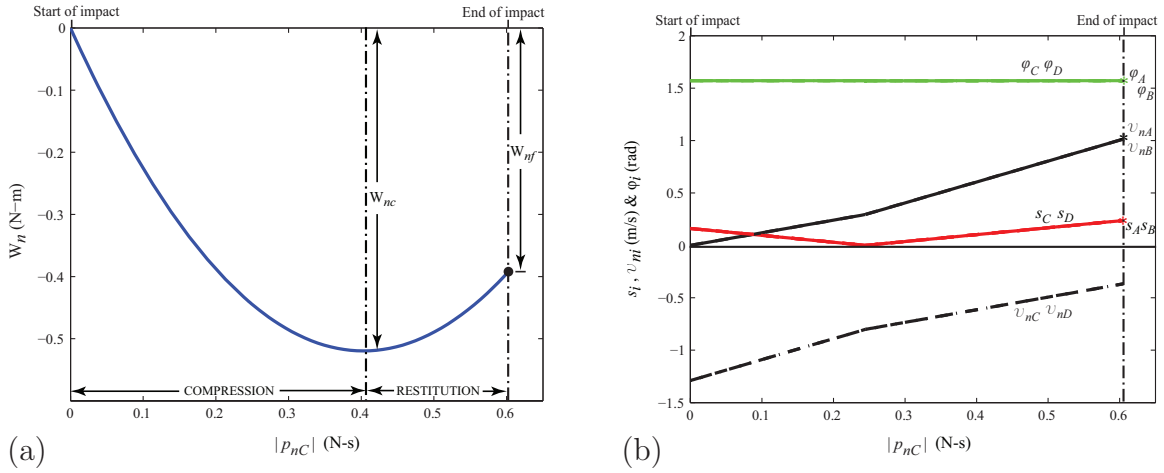 Start of impact
End of impact
0
−0.1
−0.2
−0.3
−0.4
−0.5
W_n (N−m)
W_nc
W_nf
COMPRESSION
RESTITUTION
0
0.1
0.2
0.3
0.4
0.5
0.6
|p_nC| (N-s)
(a)
Start of impact
End of impact
2
1.5
1
0.5
0
−0.5
−1
−1.5
s_i , υ_ni (m/s) & φ_i (rad)
φ_C φ_D
φ_A
φ_B
υ_nA
υ_nB
s_C s_D
s_A s_B
υ_nC υ_nD
0
0.1
0.2
0.3
0.4
0.5
0.6
|p_nC| (N-s)
(b)